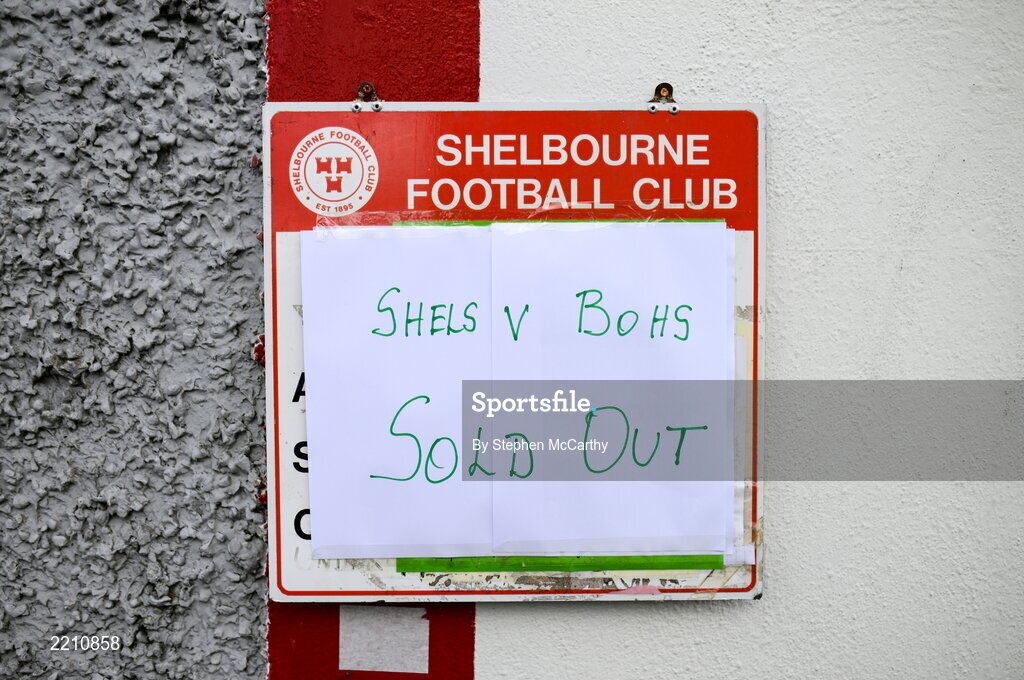 SHELBOURNE FOOTBALL CLUB
EST 1895
SHELBOURNE
FOOTBALL CLUB
SHELS V BOHS
SOLD OUT
Sportsfile
By Stephen McCarthy
A
S
2210858